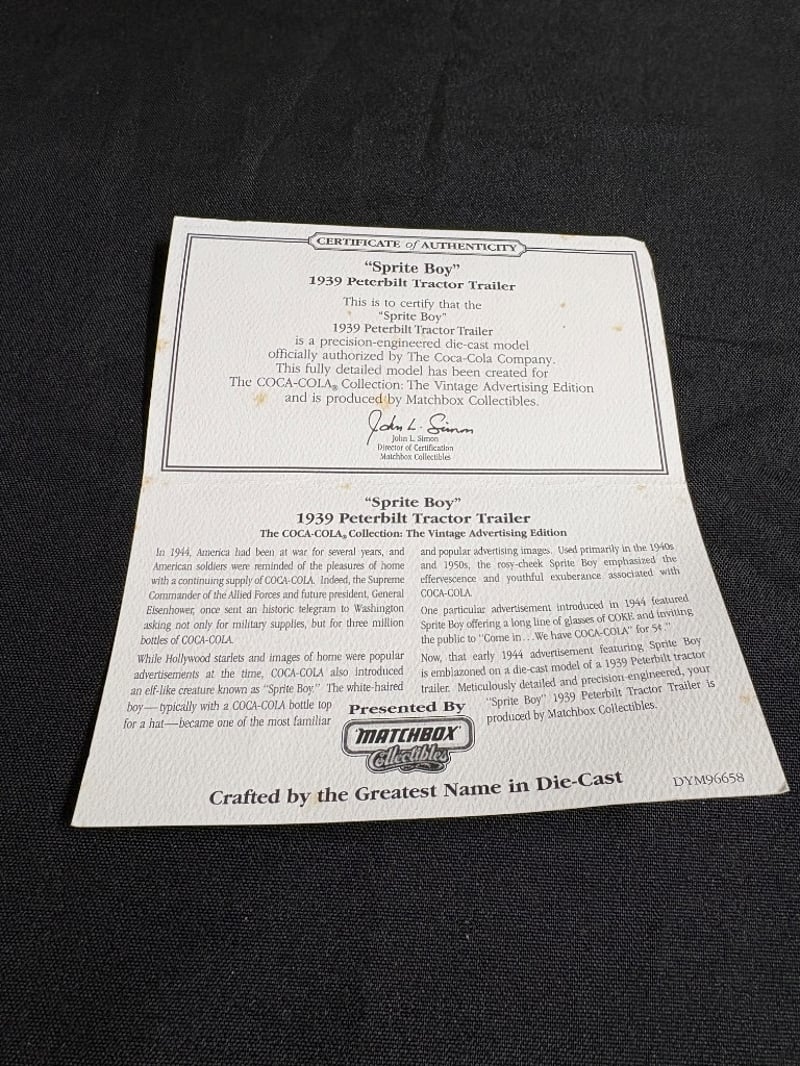 CERTIFICATE of AUTHENTICITY
"Sprite Boy"
1939 Peterbilt Tractor Trailer
This is to certify that the
"Sprite Boy"
1939 Peterbilt Tractor Trailer
is a precision-engineered die-cast model
officially authorized by The Coca-Cola Company.
This fully detailed model has been created for
The COCA-COLA® Collection: The Vintage Advertising Edition
and is produced by Matchbox Collectibles.
John L. Simon
John L. Simon
Director of Certification
Matchbox Collectibles
"Sprite Boy"
1939 Peterbilt Tractor Trailer
The COCA-COLA® Collection: The Vintage Advertising Edition
In 1944, America had been at war for several years, and
American soldiers were reminded of the pleasures of home
with a continuing supply of COCA-COLA. Indeed, the Supreme
Commander of the Allied Forces and future president, General
Eisenhower, once sent an historic telegram to Washington
asking not only for military supplies, but for three million
bottles of COCA-COLA.
While Hollywood starlets and images of home were popular
advertisements at the time, COCA-COLA also introduced
an elf-like creature known as "Sprite Boy." The white-haired
boy—typically with a COCA-COLA bottle top
for a hat—became one of the most familiar
and popular advertising images. Used primarily in the 1940s
and 1950s, the rosy-cheek Sprite Boy emphasized the
effervescence and youthful exuberance associated with
COCA-COLA.
One particular advertisement introduced in 1944 featured
Sprite Boy offering a long line of glasses of COKE and inviting
the public to "Come in...We have COCA-COLA" for 5¢."
Now, that early 1944 advertisement featuring Sprite Boy
is emblazoned on a die-cast model of a 1939 Peterbilt tractor
trailer. Meticulously detailed and precision-engineered, your
"Sprite Boy" 1939 Peterbilt Tractor Trailer is
produced by Matchbox Collectibles.
Presented By
MATCHBOX
Collectibles
Crafted by the Greatest Name in Die-Cast
DYM96658